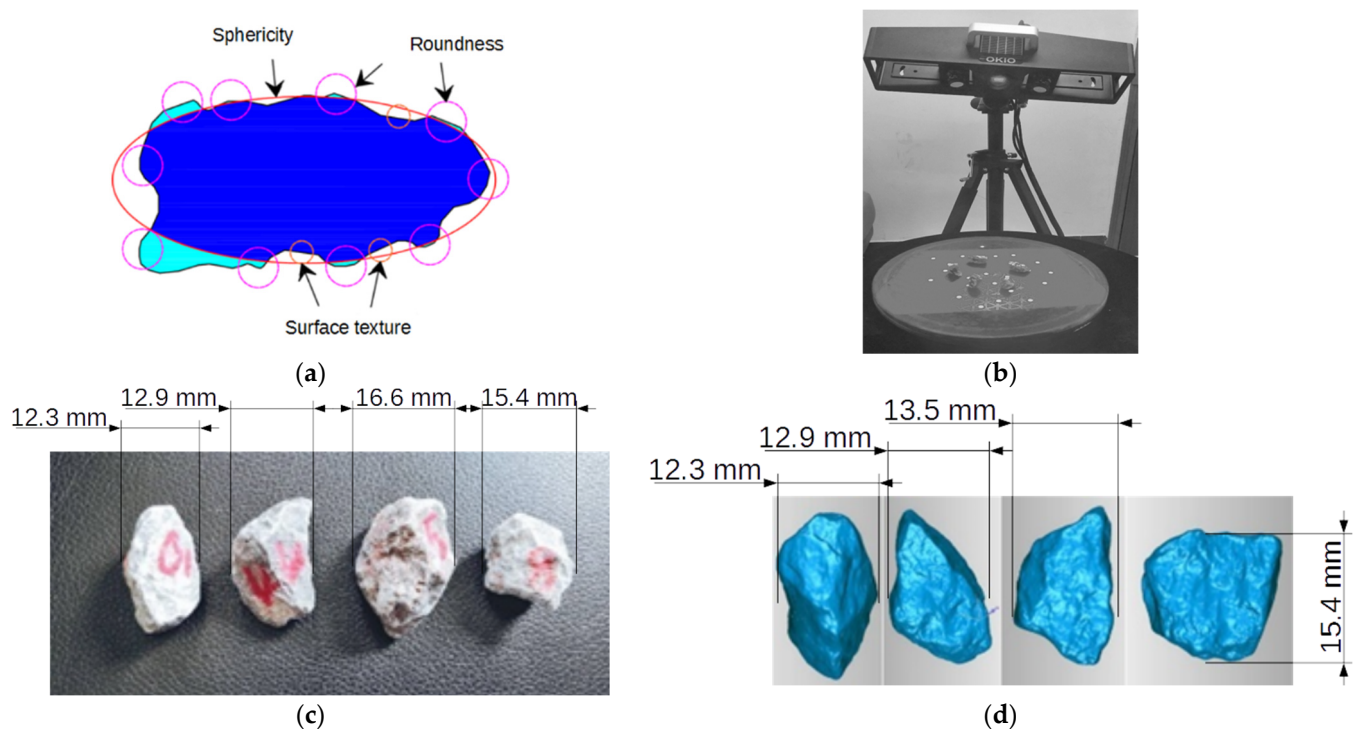 Sphericity
Roundness
Surface texture
(a)
OKIO
(b)
12.9 mm
16.6 mm
15.4 mm
12.3 mm
(c)
13.5 mm
12.9 mm
12.3 mm
15.4 mm
(d)